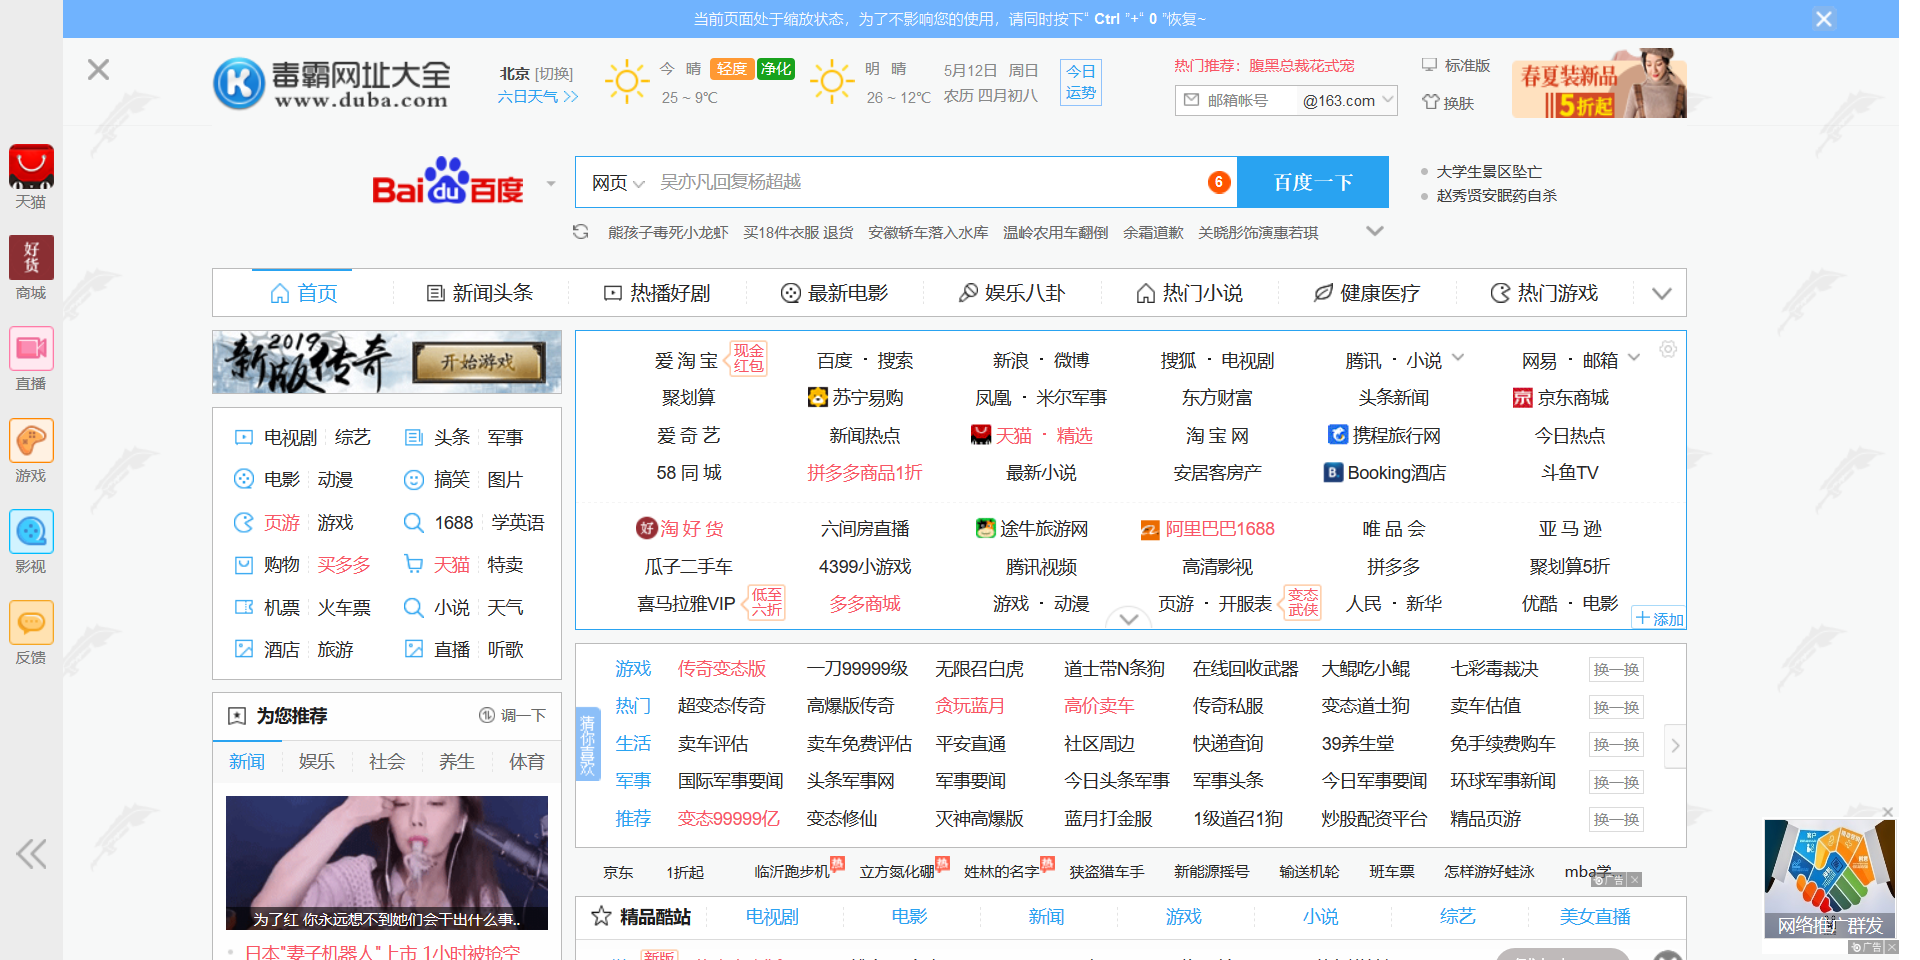 当前页面处于缩放状态，为了不影响您的使用，请同时按下" Ctrl "+" 0 "恢复~
毒霸网址大全
www.duba.com
北京 [切换]
六日天气 >>
今 晴 轻度 净化
25 ~ 9℃
明 晴
26 ~ 12℃
5月12日 周日
农历 四月初八
今日
运势
热门推荐：腹黑总裁花式宠
邮箱帐号 @163.com
标准版
换肤
春夏装新品
5折起
天猫
好货
商城
直播
游戏
影视
反馈
Bai du 百度
网页 吴亦凡回复杨超越 6 百度一下
大学生景区坠亡
赵秀贤安眠药自杀
熊孩子毒死小龙虾 买18件衣服 退货 安徽轿车落入水库 温岭农用车翻倒 余霜道歉 关晓彤饰演惠若琪
首页 新闻头条 热播好剧 最新电影 娱乐八卦 热门小说 健康医疗 热门游戏
2019
新版传奇 开始游戏
电视剧 综艺 头条 军事
电影 动漫 搞笑 图片
页游 游戏 1688 学英语
购物 买多多 天猫 特卖
机票 火车票 小说 天气
酒店 旅游 直播 听歌
爱 淘 宝 现金红包 百度 · 搜索 新浪 · 微博 搜狐 · 电视剧 腾讯 · 小说 网易 · 邮箱
聚划算 苏宁易购 凤凰 · 米尔军事 东方财富 头条新闻 京 京东商城
爱 奇 艺 新闻热点 天猫 · 精选 淘 宝 网 携程旅行网 今日热点
58 同 城 拼多多商品1折 最新小说 安居客房产 B. Booking酒店 斗鱼TV
好 淘 好 货 六间房直播 途牛旅游网 阿里巴巴1688 唯 品 会 亚 马 逊
瓜子二手车 4399小游戏 腾讯视频 高清影视 拼多多 聚划算5折
喜马拉雅VIP 低至六折 多多商城 游戏 · 动漫 页游 · 开服表 变态武侠 人民 · 新华 优酷 · 电影
添加
猜你喜欢
游戏 传奇变态版 一刀99999级 无限召白虎 道士带N条狗 在线回收武器 大鲲吃小鲲 七彩毒裁决 换一换
热门 超变态传奇 高爆版传奇 贪玩蓝月 高价卖车 传奇私服 变态道士狗 卖车估值 换一换
生活 卖车评估 卖车免费评估 平安直通 社区周边 快递查询 39养生堂 免手续费购车 换一换
军事 国际军事要闻 头条军事网 军事要闻 今日头条军事 军事头条 今日军事要闻 环球军事新闻 换一换
推荐 变态99999亿 变态修仙 灭神高爆版 蓝月打金服 1级道召1狗 炒股配资平台 精品页游 换一换
为您推荐 调一下
新闻 娱乐 社会 养生 体育
为了红 你永远想不到她们会干出什么事..
日本"妻子机器人"上市 1小时被抢空
京东 1折起 临沂跑步机 热 立方氮化硼 热 姓林的名字 热 狭盗猎车手 新能源摇号 输送机轮 班车票 怎样游好蛙泳 mba学
广告
精品酷站 电视剧 电影 新闻 游戏 小说 综艺 美女直播
新版
网络推广群发
广告